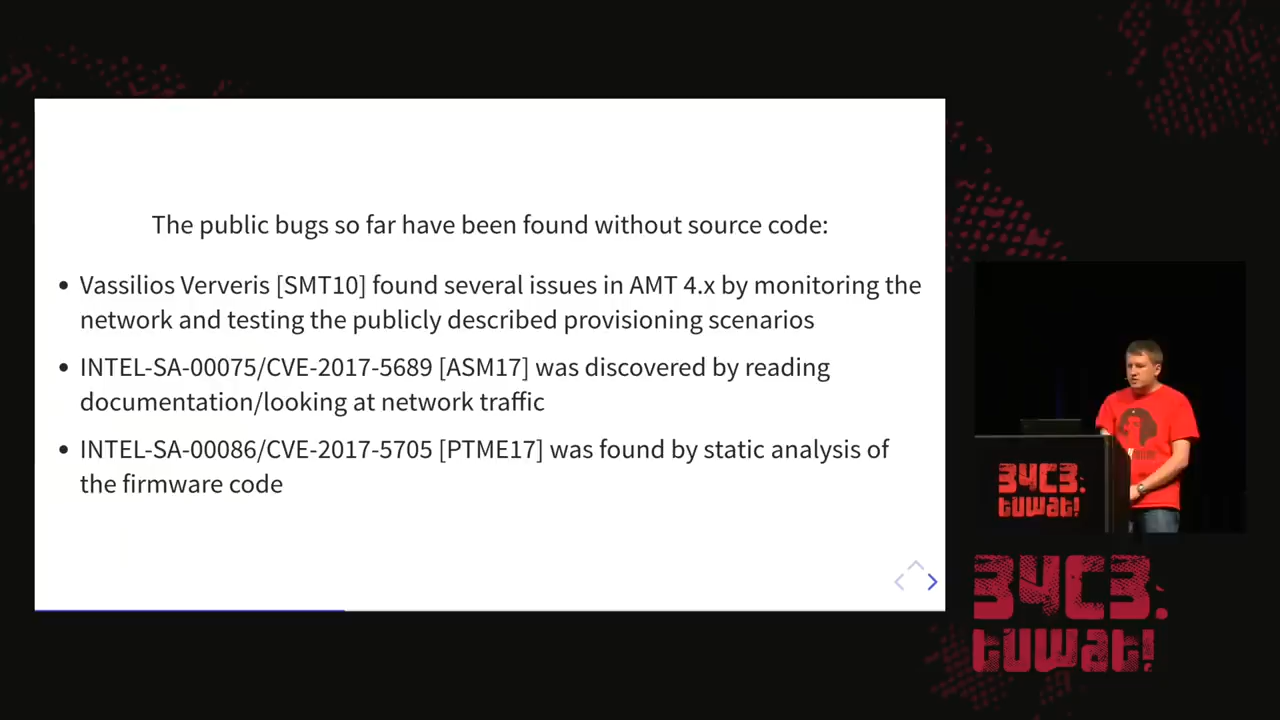 The public bugs so far have been found without source code:
• Vassilios Ververis [SMT10] found several issues in AMT 4.x by monitoring the
network and testing the publicly described provisioning scenarios
• INTEL-SA-00075/CVE-2017-5689 [ASM17] was discovered by reading
documentation/looking at network traffic
• INTEL-SA-00086/CVE-2017-5705 [PTME17] was found by static analysis of
the firmware code
34C3.
tuwat!
34C3.
tuwat!